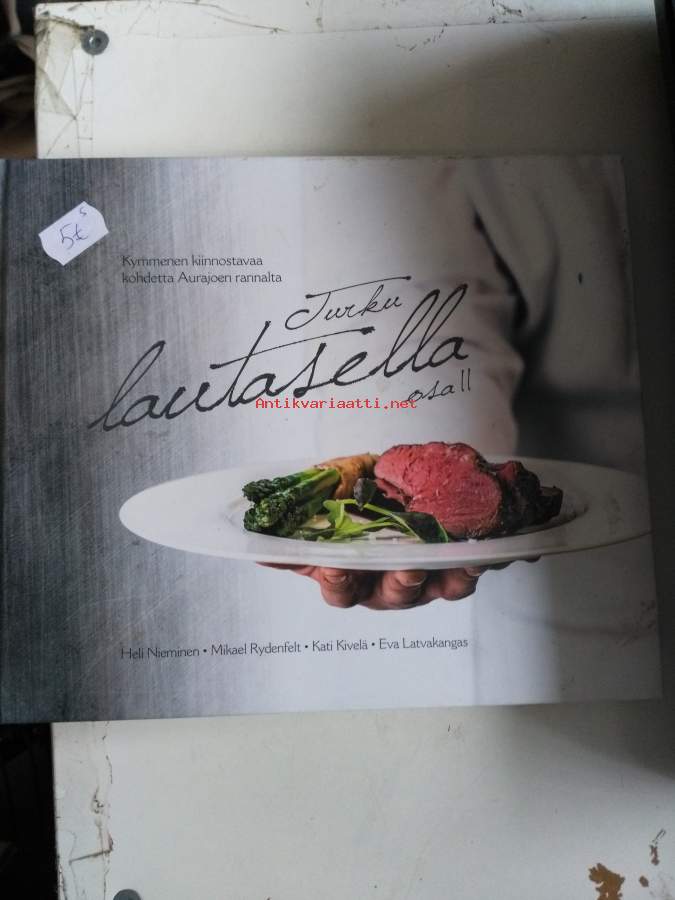 5
5€
Kymmenen kiinnostavaa
kohdetta Aurajoen rannalta
Turku
lautasella
osa II
Antikvariaatti.net
Heli Nieminen • Mikael Rydenfelt • Kati Kivelä • Eva Latvakangas